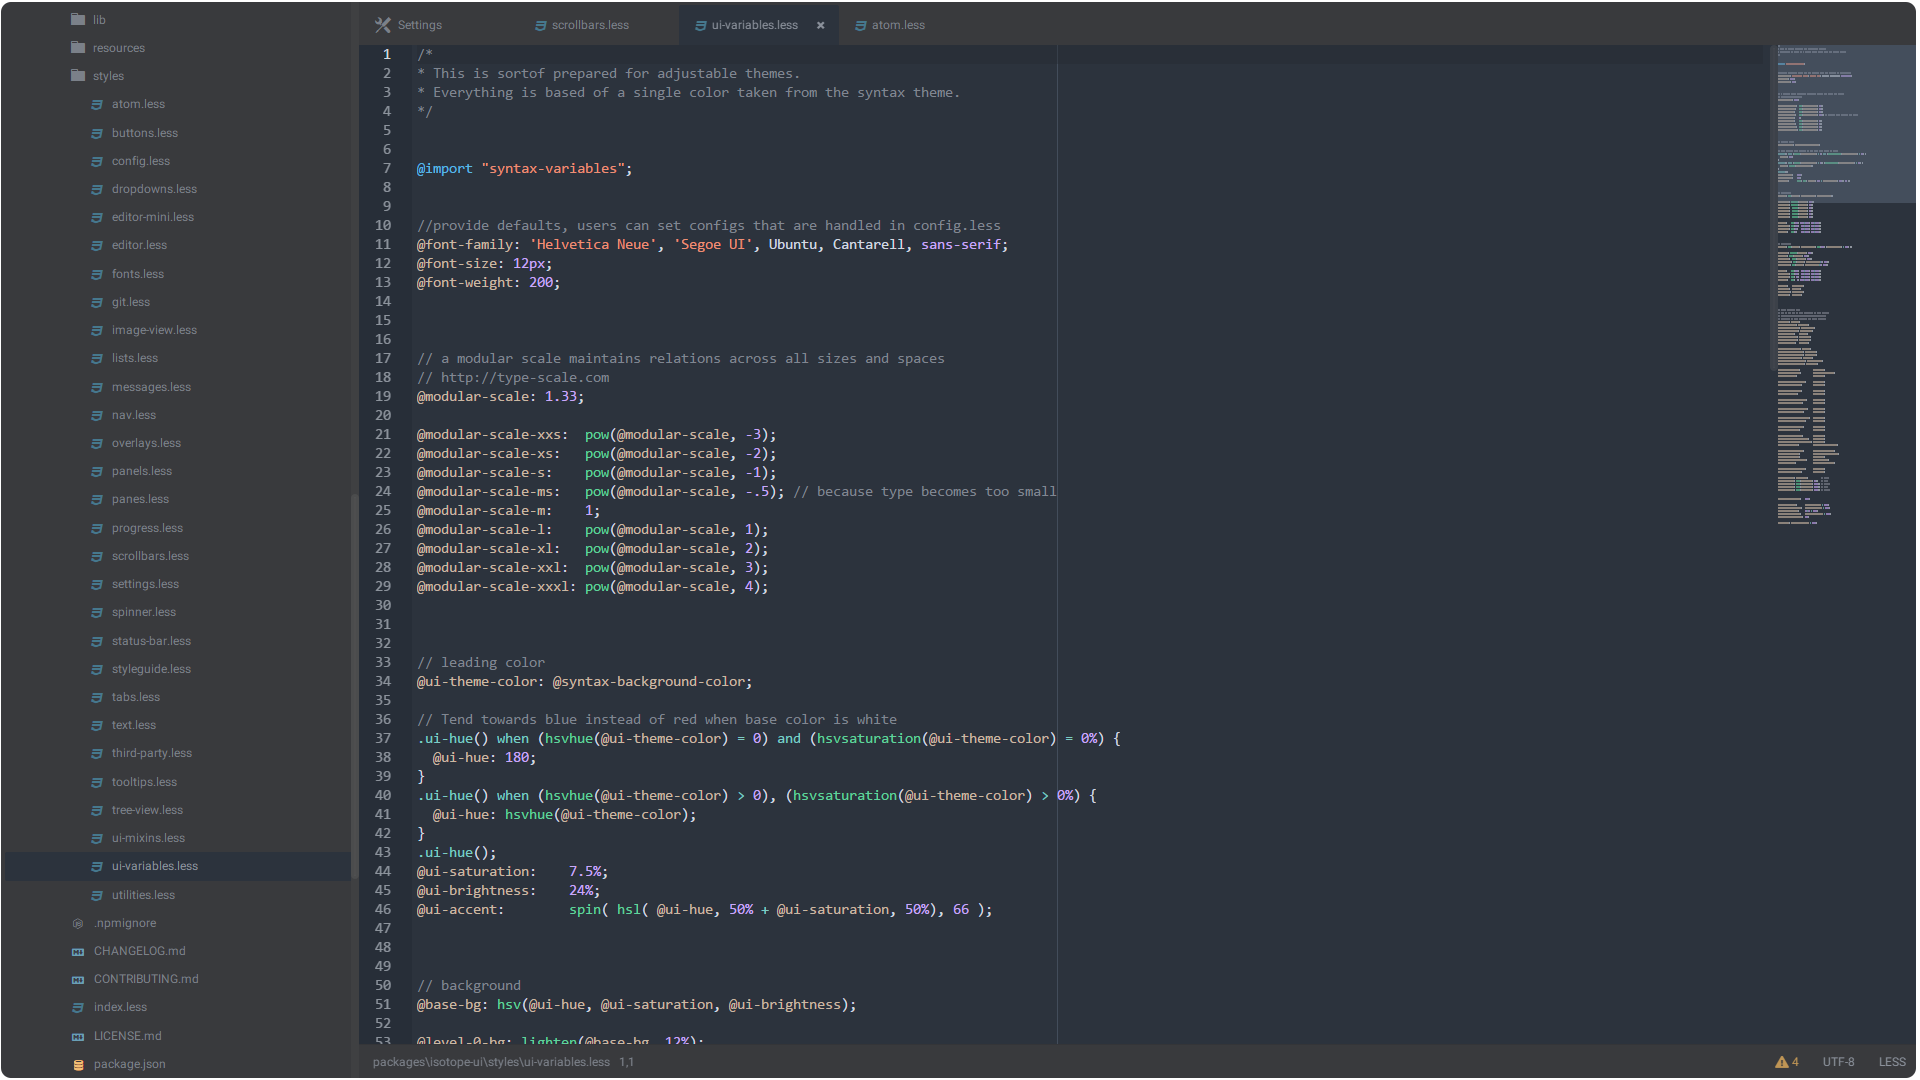 lib
resources
styles
atom.less
buttons.less
config.less
dropdowns.less
editor-mini.less
editor.less
fonts.less
git.less
image-view.less
lists.less
messages.less
nav.less
overlays.less
panels.less
panes.less
progress.less
scrollbars.less
settings.less
spinner.less
status-bar.less
styleguide.less
tabs.less
text.less
third-party.less
tooltips.less
tree-view.less
ui-mixins.less
ui-variables.less
utilities.less
.npmignore
CHANGELOG.md
CONTRIBUTING.md
index.less
LICENSE.md
package.json
Settings scrollbars.less ui-variables.less × atom.less
1 /*
2 * This is sortof prepared for adjustable themes.
3 * Everything is based of a single color taken from the syntax theme.
4 */
5
6
7 @import "syntax-variables";
8
9
10 //provide defaults, users can set configs that are handled in config.less
11 @font-family: 'Helvetica Neue', 'Segoe UI', Ubuntu, Cantarell, sans-serif;
12 @font-size: 12px;
13 @font-weight: 200;
14
15
16
17 // a modular scale maintains relations across all sizes and spaces
18 // http://type-scale.com
19 @modular-scale: 1.33;
20
21 @modular-scale-xxs:  pow(@modular-scale, -3);
22 @modular-scale-xs:   pow(@modular-scale, -2);
23 @modular-scale-s:    pow(@modular-scale, -1);
24 @modular-scale-ms:   pow(@modular-scale, -.5); // because type becomes too small
25 @modular-scale-m:    1;
26 @modular-scale-l:    pow(@modular-scale, 1);
27 @modular-scale-xl:   pow(@modular-scale, 2);
28 @modular-scale-xxl:  pow(@modular-scale, 3);
29 @modular-scale-xxxl: pow(@modular-scale, 4);
30
31
32
33 // leading color
34 @ui-theme-color: @syntax-background-color;
35
36 // Tend towards blue instead of red when base color is white
37 .ui-hue() when (hsvhue(@ui-theme-color) = 0) and (hsvsaturation(@ui-theme-color) = 0%) {
38   @ui-hue: 180;
39 }
40 .ui-hue() when (hsvhue(@ui-theme-color) > 0), (hsvsaturation(@ui-theme-color) > 0%) {
41   @ui-hue: hsvhue(@ui-theme-color);
42 }
43 .ui-hue();
44 @ui-saturation:    7.5%;
45 @ui-brightness:    24%;
46 @ui-accent:        spin( hsl( @ui-hue, 50% + @ui-saturation, 50%), 66 );
47
48
49
50 // background
51 @base-bg: hsv(@ui-hue, @ui-saturation, @ui-brightness);
52
53 @level-0-bg: lighten(@base-bg, 12%);
packages\isotope-ui\styles\ui-variables.less 1,1 4 UTF-8 LESS